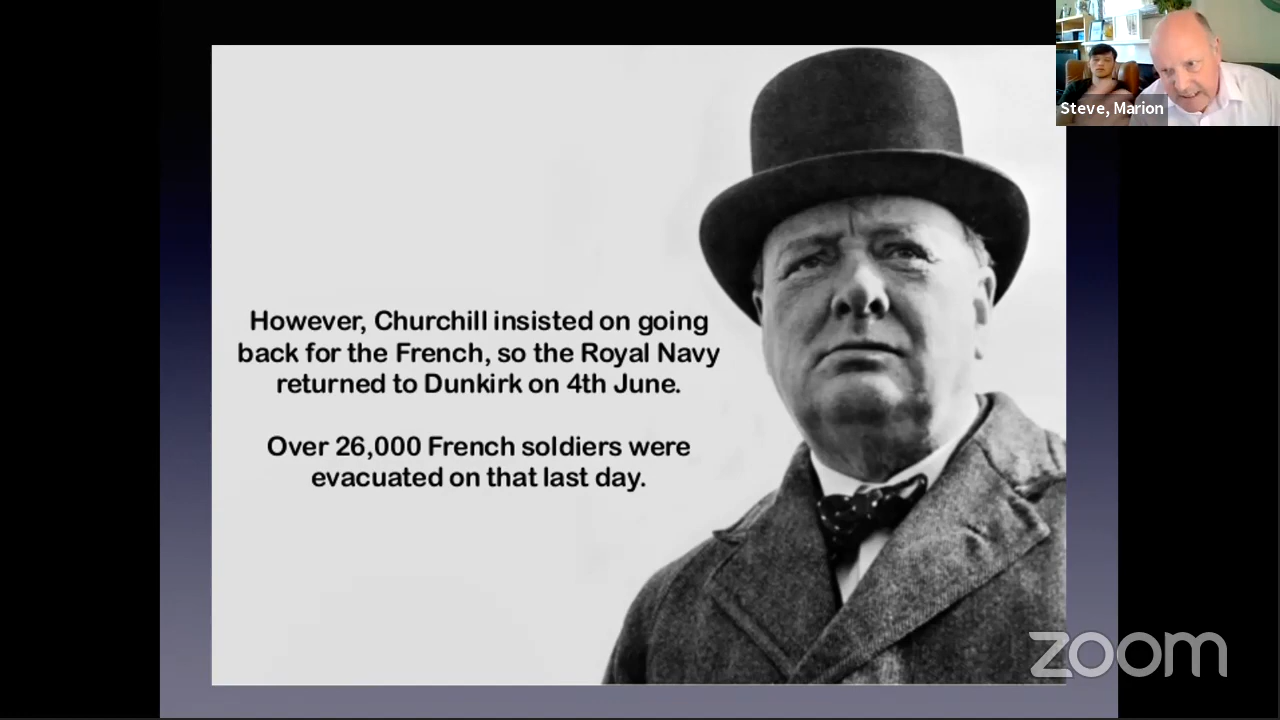 Steve, Marion
However, Churchill insisted on going
back for the French, so the Royal Navy
returned to Dunkirk on 4th June.
Over 26,000 French soldiers were
evacuated on that last day.
zoom